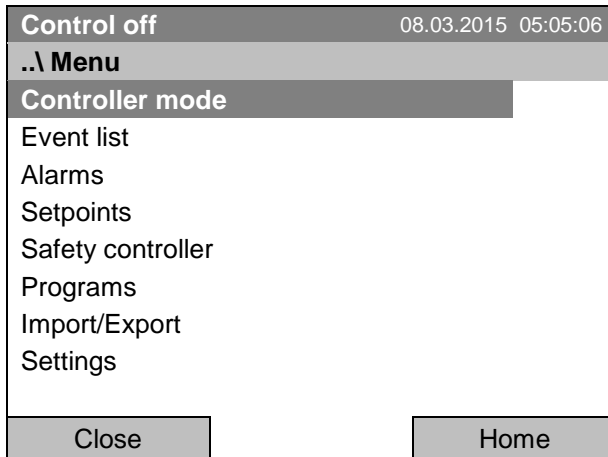 Control off 08.03.2015 05:05:06
..\ Menu
Controller mode
Event list
Alarms
Setpoints
Safety controller
Programs
Import/Export
Settings
Close Home